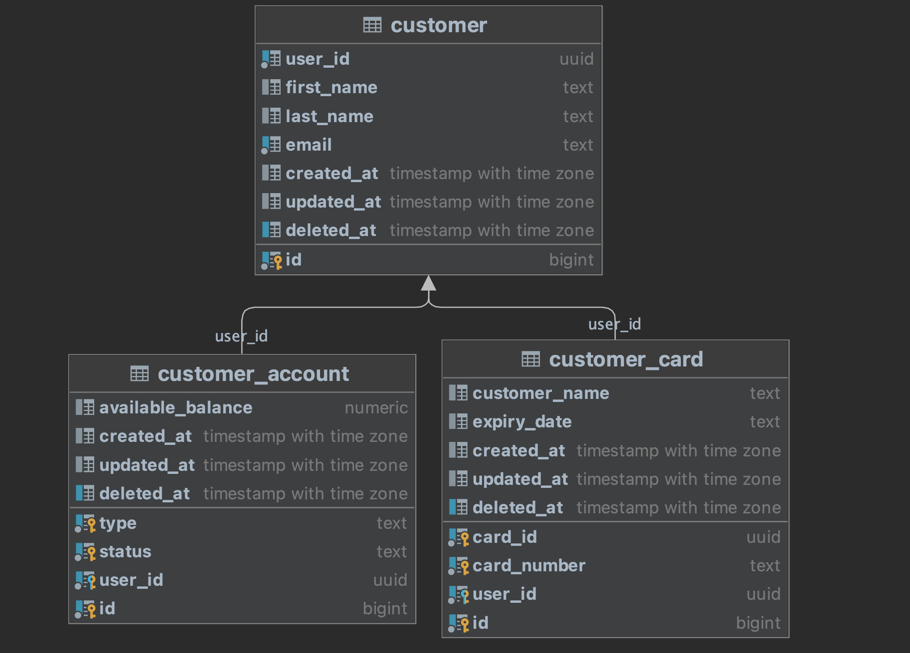 customer
user_id uuid
first_name text
last_name text
email text
created_at timestamp with time zone
updated_at timestamp with time zone
deleted_at timestamp with time zone
id bigint
user_id
user_id
customer_account
available_balance numeric
created_at timestamp with time zone
updated_at timestamp with time zone
deleted_at timestamp with time zone
type text
status text
user_id uuid
id bigint
customer_card
customer_name text
expiry_date text
created_at timestamp with time zone
updated_at timestamp with time zone
deleted_at timestamp with time zone
card_id uuid
card_number text
user_id uuid
id bigint